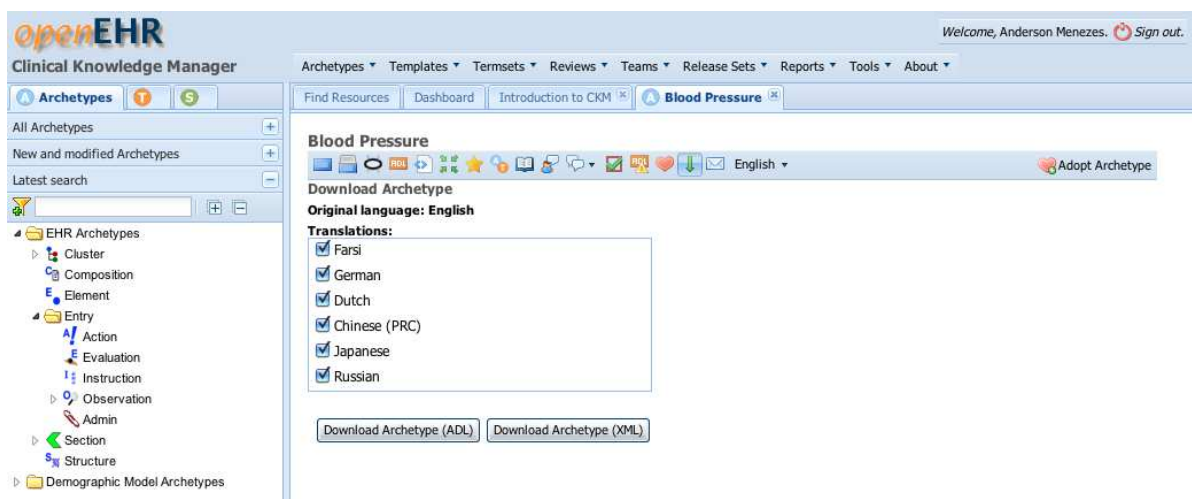 openEHR
Clinical Knowledge Manager
Welcome, Anderson Menezes. Sign out.
Archetypes Templates Termsets Reviews Teams Release Sets Reports Tools About
A Archetypes T S
Find Resources Dashboard Introduction to CKM A Blood Pressure
All Archetypes
New and modified Archetypes
Latest search
EHR Archetypes
Cluster
Composition
Element
Entry
Action
Evaluation
Instruction
Observation
Admin
Section
Structure
Demographic Model Archetypes
Blood Pressure
ADL English Adopt Archetype
Download Archetype
Original language: English
Translations:
Farsi
German
Dutch
Chinese (PRC)
Japanese
Russian
Download Archetype (ADL) Download Archetype (XML)